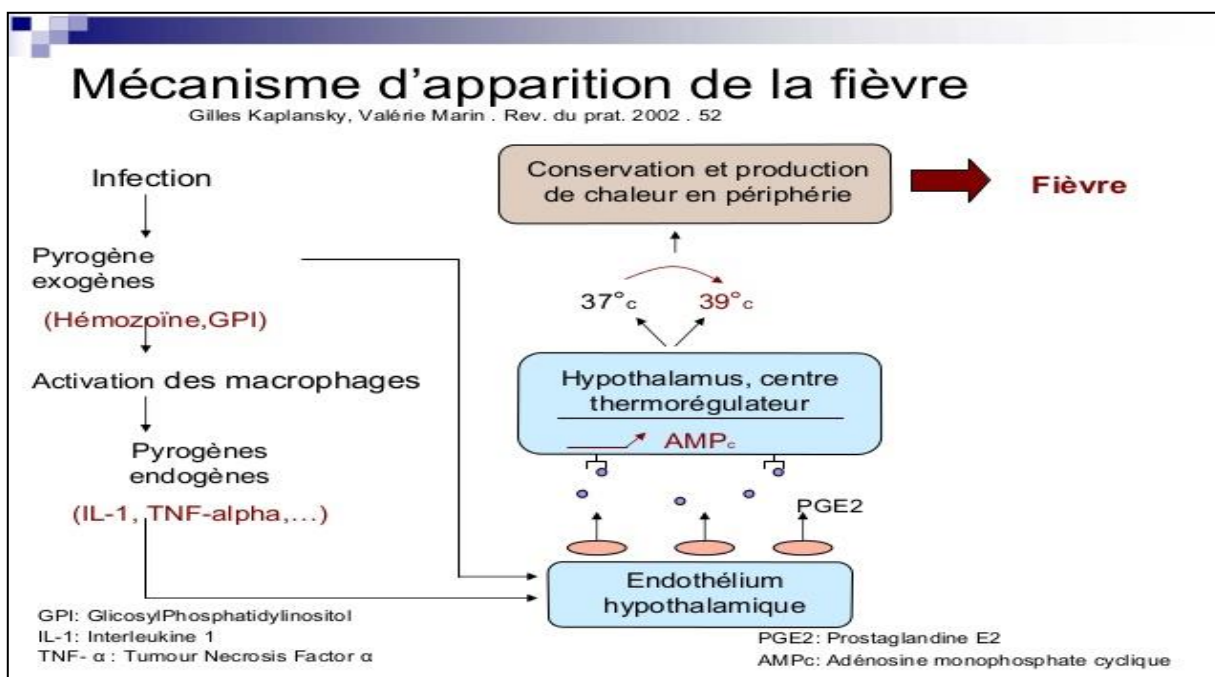 Mécanisme d'apparition de la fièvre
Gilles Kaplansky, Valérie Marin . Rev. du prat. 2002 . 52
Infection
Pyrogène
exogènes
(Hémozpïne,GPI)
Activation des macrophages
Pyrogènes
endogènes
(IL-1, TNF-alpha,...)
GPI: GlicosylPhosphatidylinositol
IL-1: Interleukine 1
TNF- α : Tumour Necrosis Factor α
Conservation et production
de chaleur en périphérie
Fièvre
37°c
39°c
Hypothalamus, centre
thermorégulateur
AMPc
PGE2
Endothélium
hypothalamique
PGE2: Prostaglandine E2
AMPc: Adénosine monophosphate cyclique